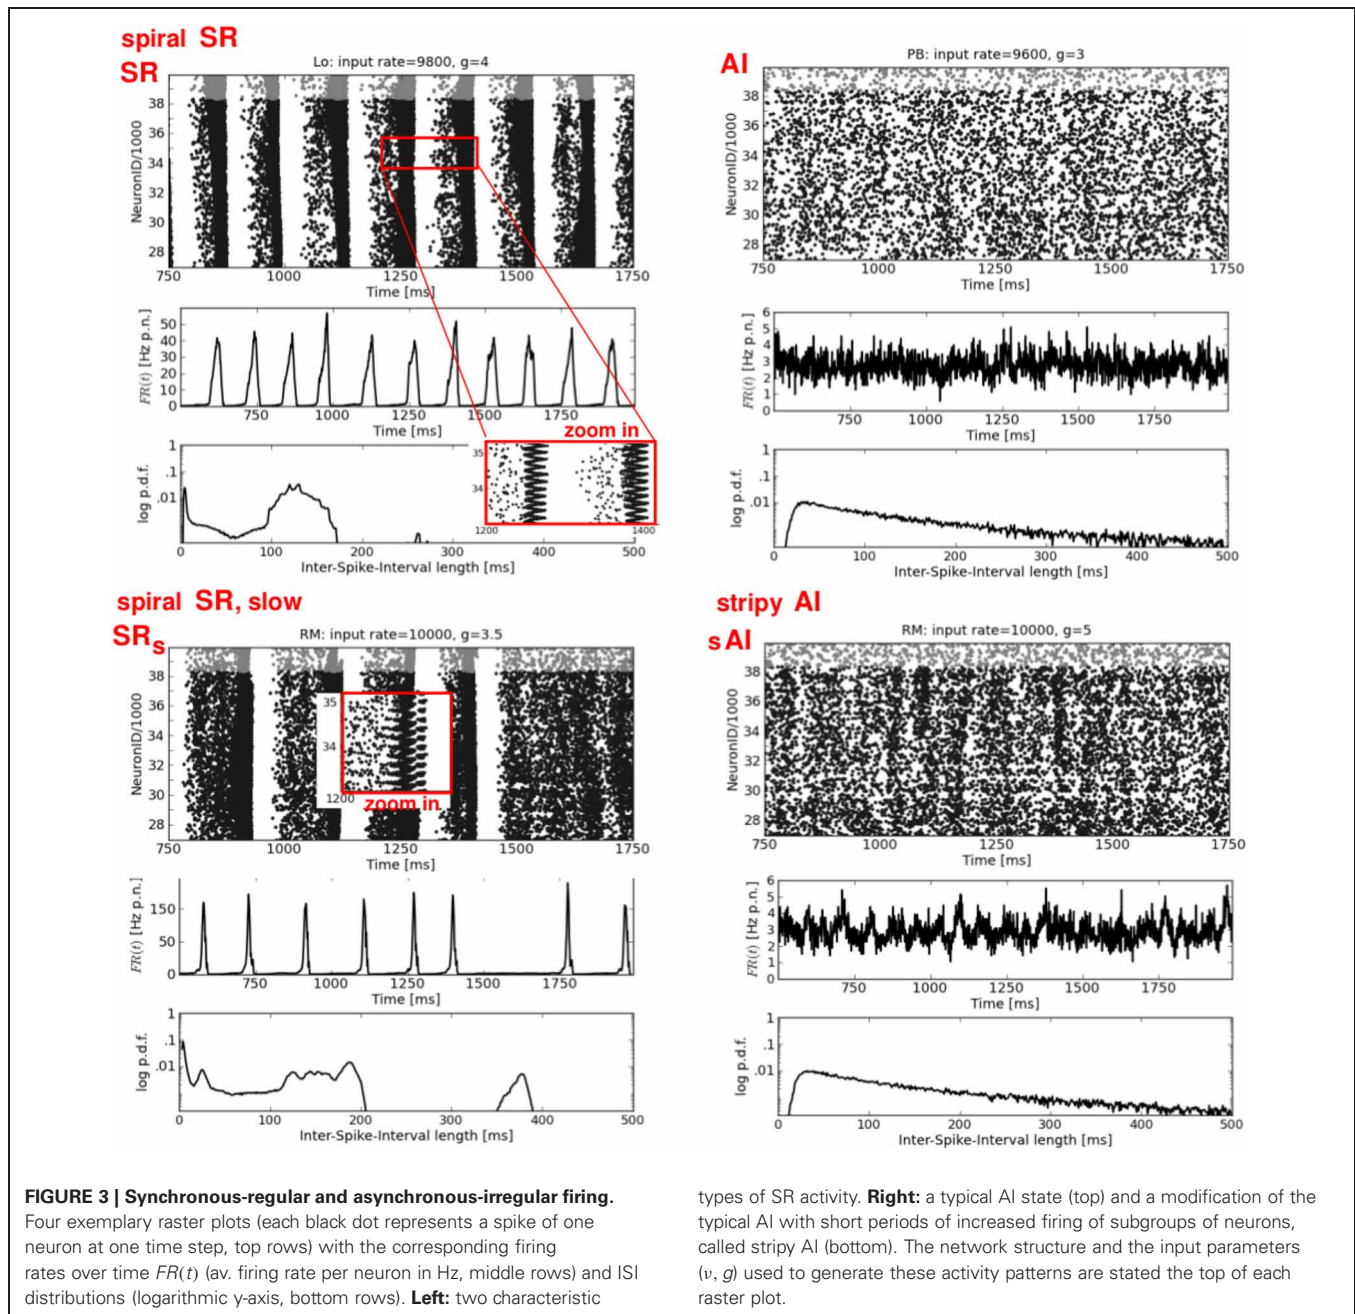 spiral SR
SR
Lo: input rate=9800, g=4
38
36
34
32
30
28
NeuronID/1000
750 1000 1250 1500 1750
Time [ms]
50
40
30
20
10
0
FR(t) [Hz p.n.]
750 1000 1250 1500 1750
Time [ms]
zoom in
35
34
1200 1400
1
.1
.01
log p.d.f.
0 100 200 300 400 500
Inter-Spike-Interval length [ms]
AI
PB: input rate=9600, g=3
38
36
34
32
30
28
NeuronID/1000
750 1000 1250 1500 1750
Time [ms]
6
5
4
3
2
1
0
FR(t) [Hz p.n.]
750 1000 1250 1500 1750
Time [ms]
1
.1
.01
log p.d.f.
0 100 200 300 400 500
Inter-Spike-Interval length [ms]
spiral SR, slow
SRs
RM: input rate=10000, g=3.5
38
36
34
32
30
28
NeuronID/1000
35
34
1200
zoom in
750 1000 1250 1500 1750
Time [ms]
150
50
0
FR(t) [Hz p.n.]
750 1000 1250 1500 1750
Time [ms]
1
.1
.01
log p.d.f.
0 100 200 300 400 500
Inter-Spike-Interval length [ms]
stripy AI
sAI
RM: input rate=10000, g=5
38
36
34
32
30
28
NeuronID/1000
750 1000 1250 1500 1750
Time [ms]
6
5
4
3
2
1
0
FR(t) [Hz p.n.]
750 1000 1250 1500 1750
Time [ms]
1
.1
.01
log p.d.f.
0 100 200 300 400 500
Inter-Spike-Interval length [ms]
FIGURE 3 | Synchronous-regular and asynchronous-irregular firing.
Four exemplary raster plots (each black dot represents a spike of one
neuron at one time step, top rows) with the corresponding firing
rates over time FR(t) (av. firing rate per neuron in Hz, middle rows) and ISI
distributions (logarithmic y-axis, bottom rows). Left: two characteristic
types of SR activity. Right: a typical AI state (top) and a modification of the
typical AI with short periods of increased firing of subgroups of neurons,
called stripy AI (bottom). The network structure and the input parameters
(ν, g) used to generate these activity patterns are stated the top of each
raster plot.